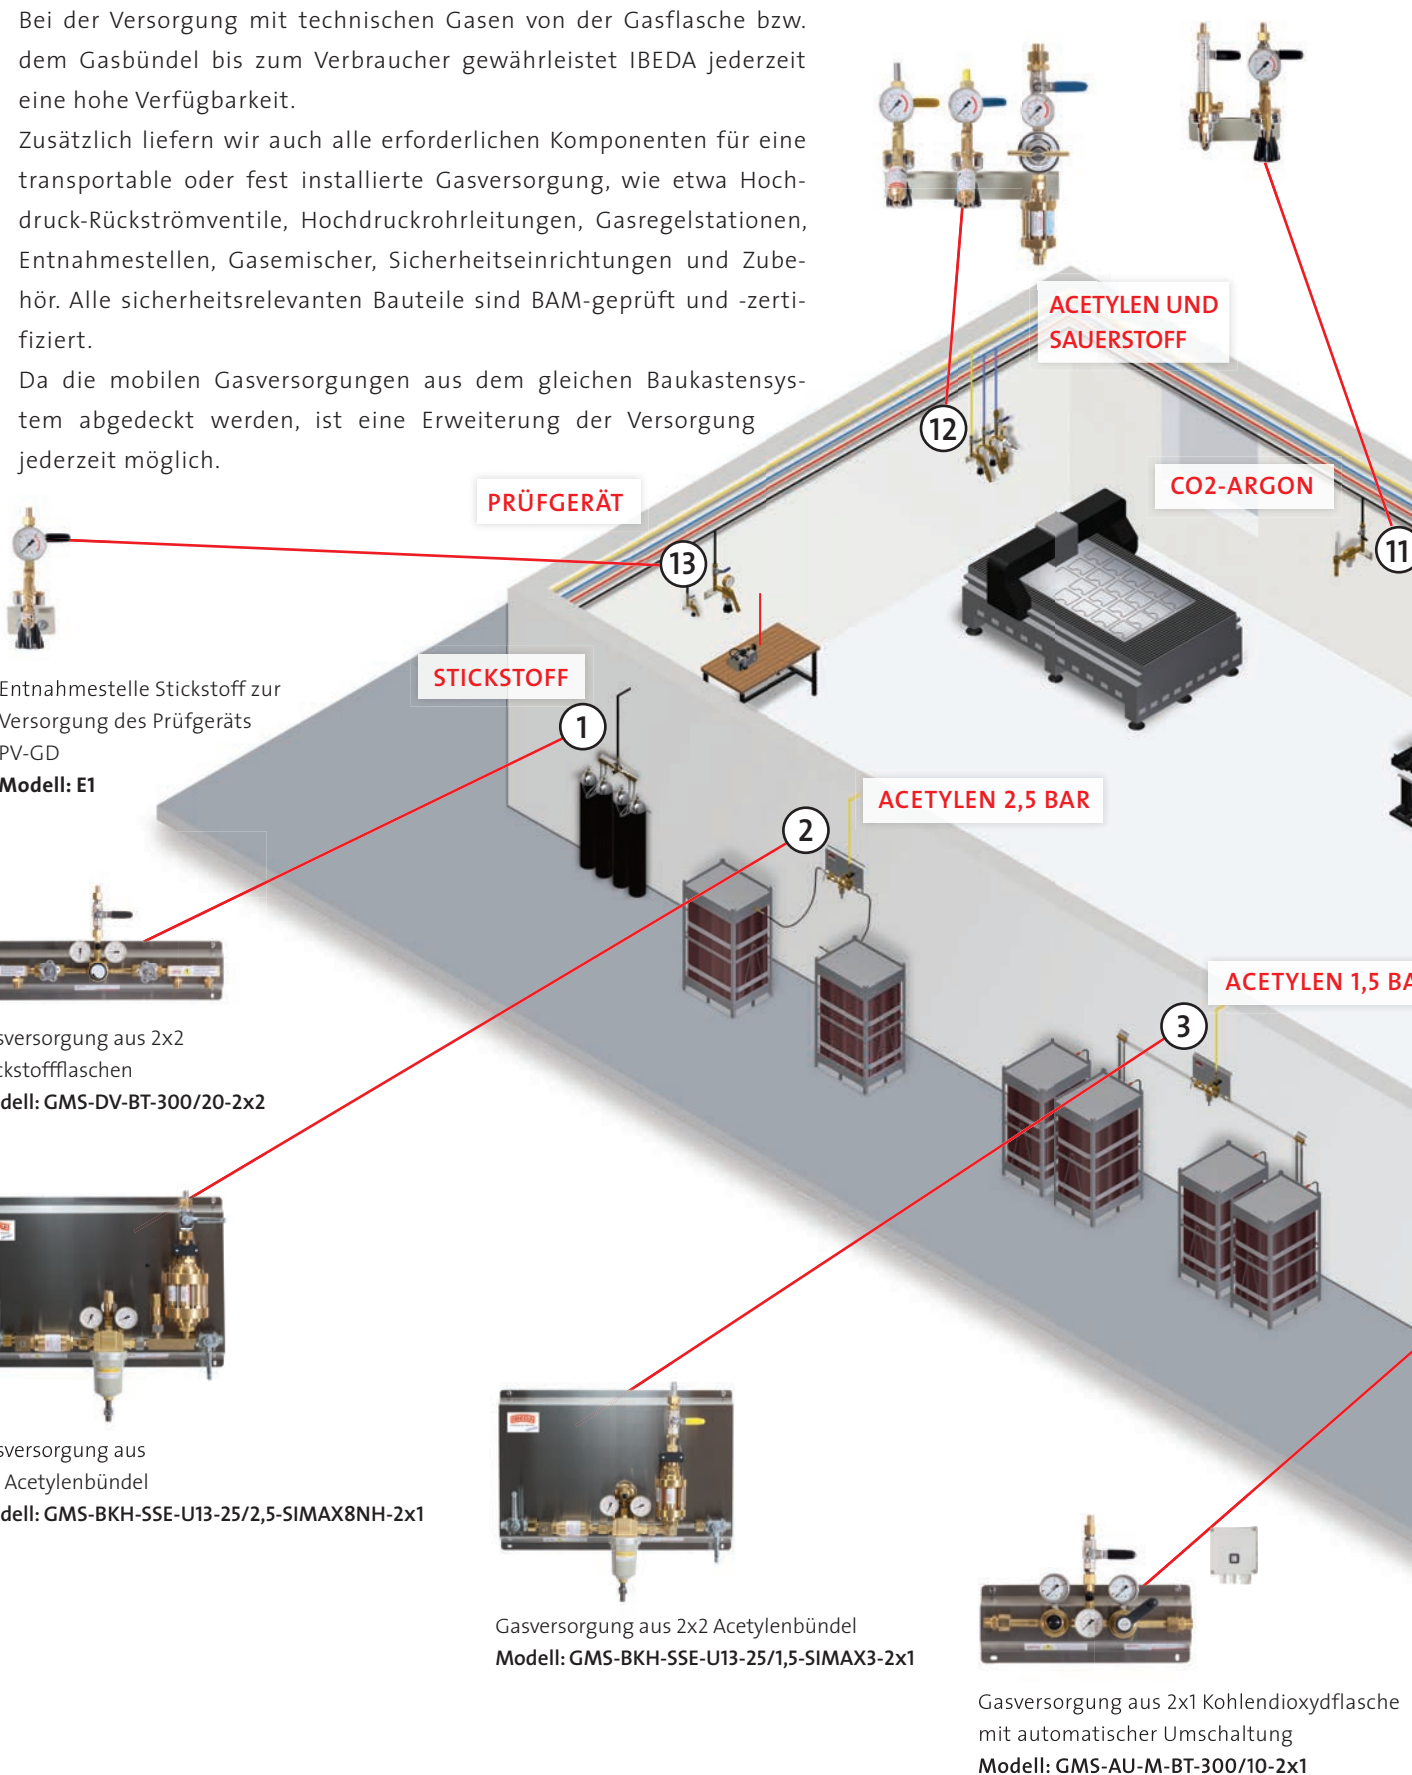 Bei der Versorgung mit technischen Gasen von der Gasflasche bzw.
dem Gasbündel bis zum Verbraucher gewährleistet IBEDA jederzeit
eine hohe Verfügbarkeit.
Zusätzlich liefern wir auch alle erforderlichen Komponenten für eine
transportable oder fest installierte Gasversorgung, wie etwa Hoch-
druck-Rückströmventile, Hochdruckrohrleitungen, Gasregelstationen,
Entnahmestellen, Gasemischer, Sicherheitseinrichtungen und Zube-
hör. Alle sicherheitsrelevanten Bauteile sind BAM-geprüft und -zerti-
fiziert.
Da die mobilen Gasversorgungen aus dem gleichen Baukastensys-
tem abgedeckt werden, ist eine Erweiterung der Versorgung
jederzeit möglich.
ACETYLEN UND
SAUERSTOFF
12
CO2-ARGON
11
PRÜFGERÄT
13
Entnahmestelle Stickstoff zur
Versorgung des Prüfgeräts
PV-GD
Modell: E1
STICKSTOFF
1
ACETYLEN 2,5 BAR
2
ACETYLEN 1,5 BA
3
sversorgung aus 2x2
ckstoffflaschen
dell: GMS-DV-BT-300/20-2x2
sversorgung aus
Acetylenbündel
dell: GMS-BKH-SSE-U13-25/2,5-SIMAX8NH-2x1
Gasversorgung aus 2x2 Acetylenbündel
Modell: GMS-BKH-SSE-U13-25/1,5-SIMAX3-2x1
Gasversorgung aus 2x1 Kohlendioxydflasche
mit automatischer Umschaltung
Modell: GMS-AU-M-BT-300/10-2x1